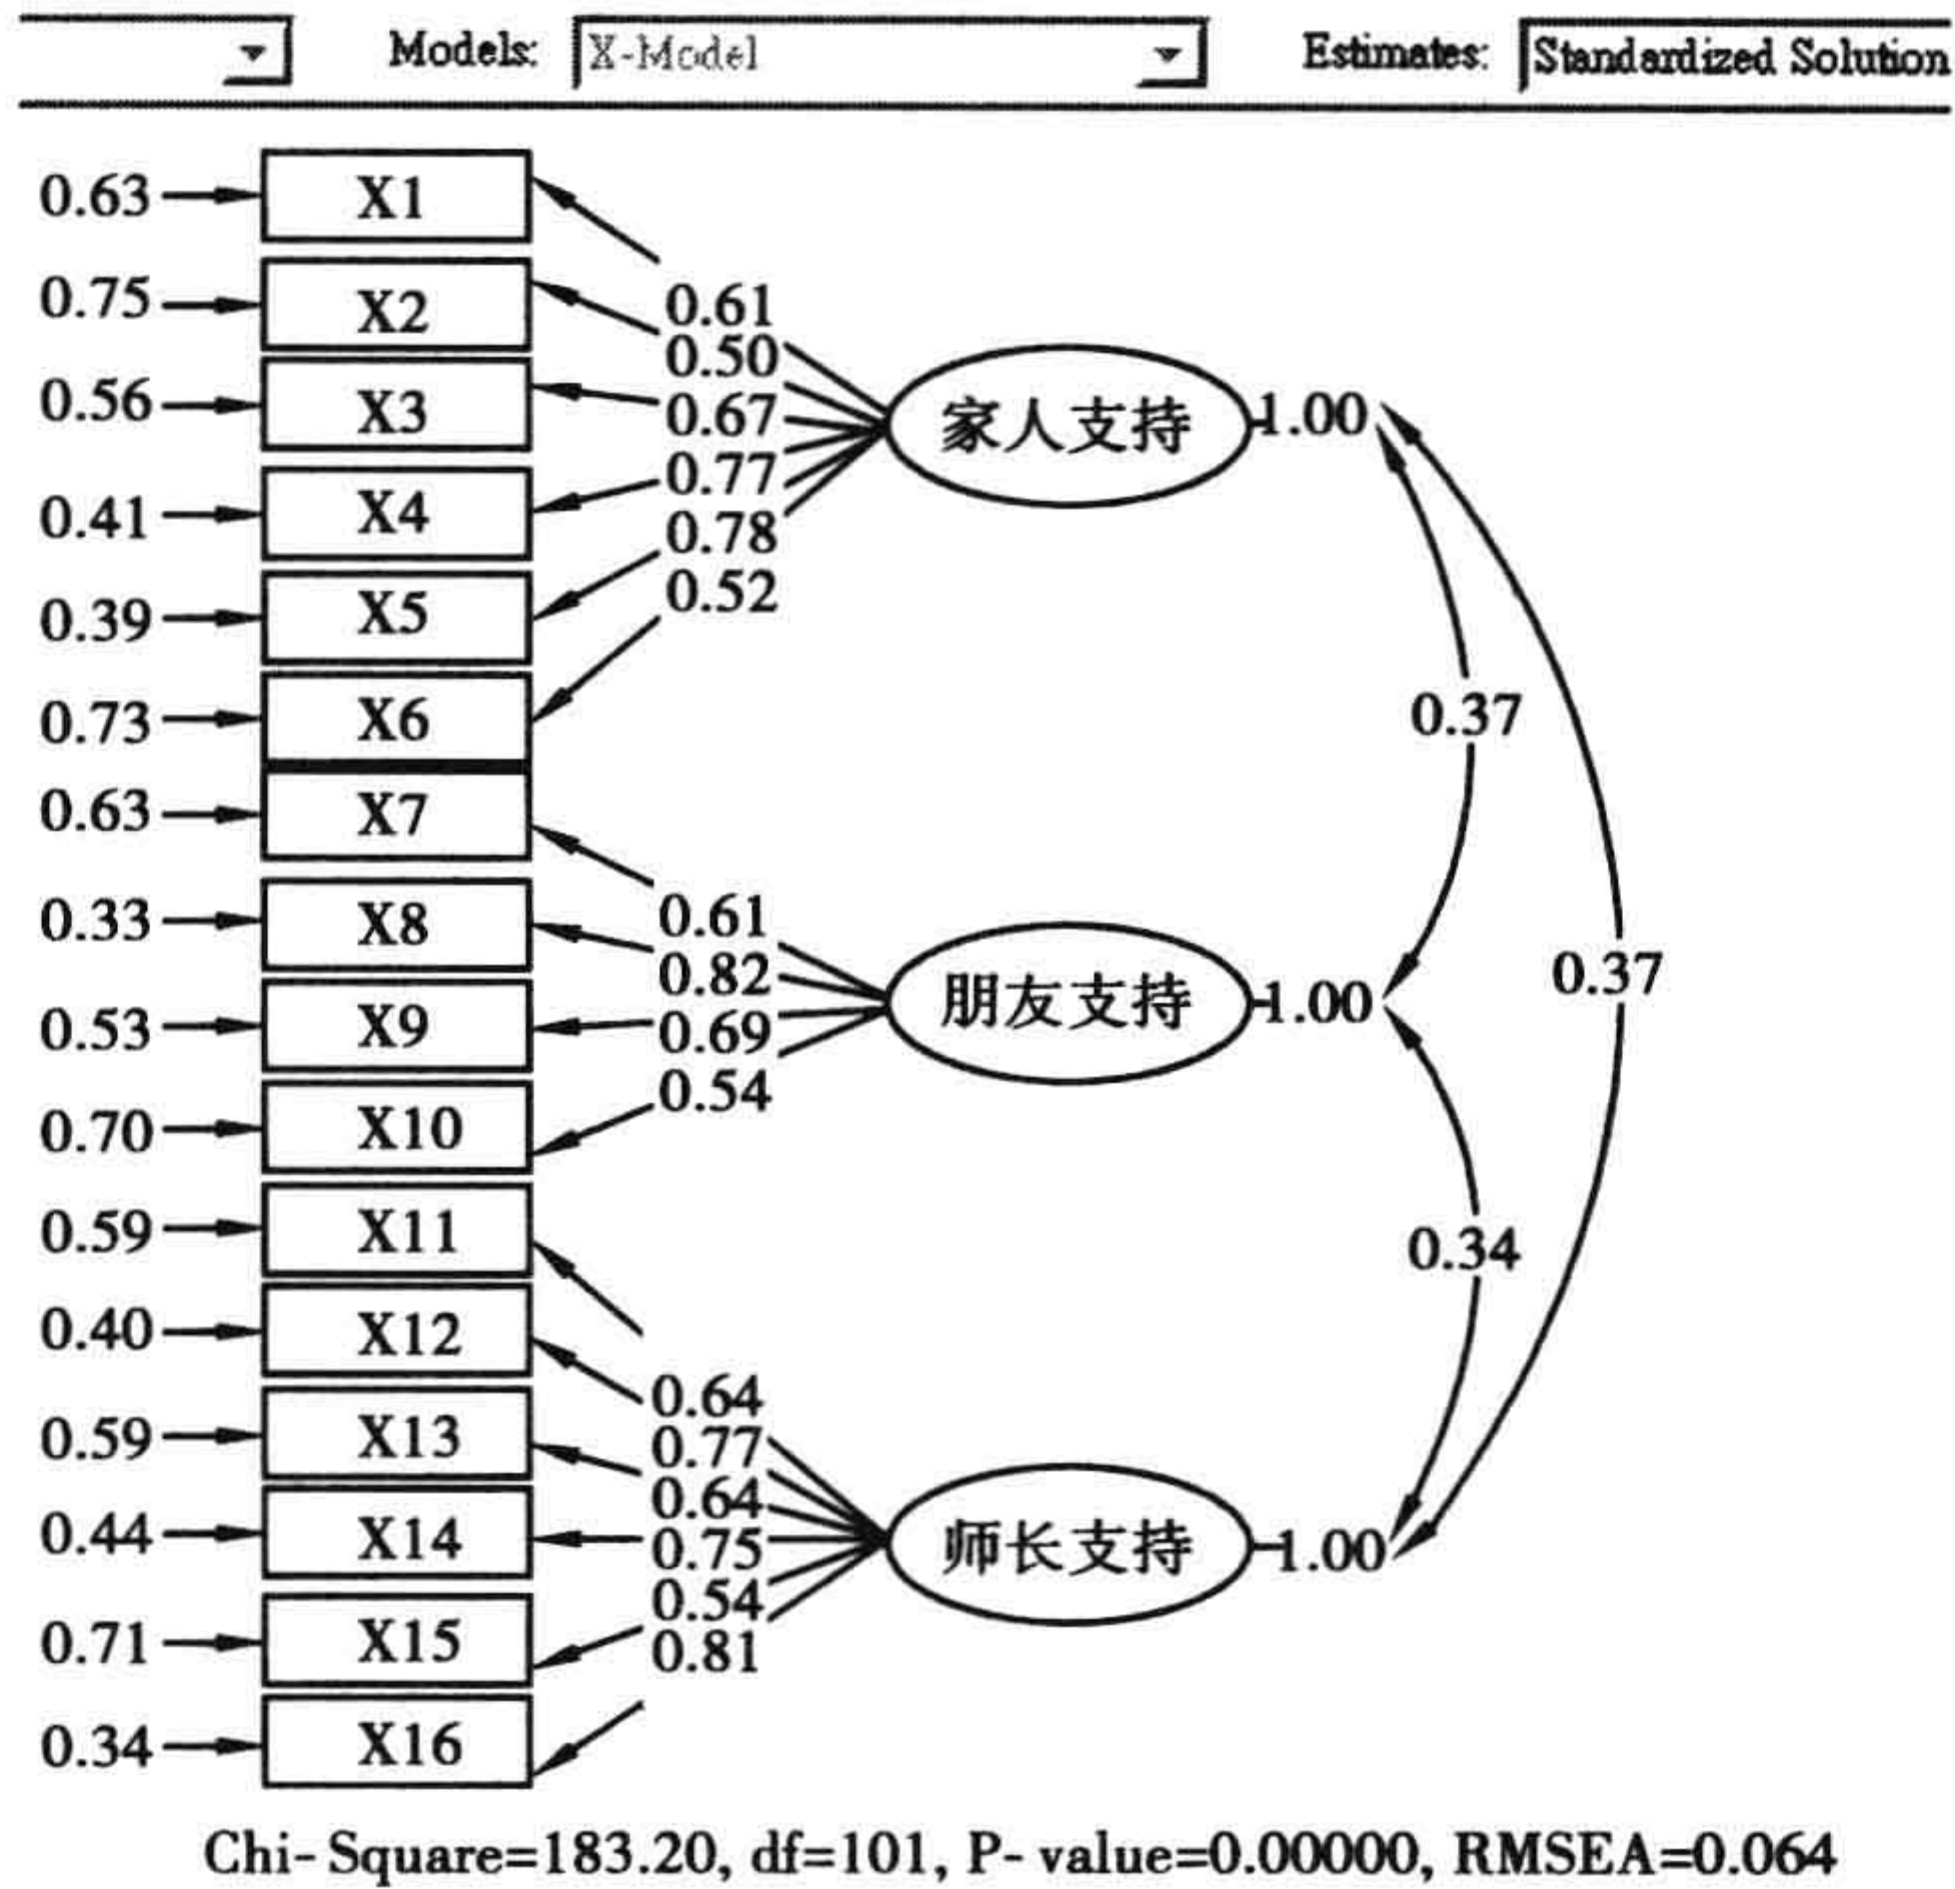 Models: X-Model Estimates: Standardized Solution
0.63 X1
0.75 X2
0.56 X3
0.41 X4
0.39 X5
0.73 X6
0.61
0.50
0.67
0.77
0.78
0.52
家人支持 1.00
0.63 X7
0.33 X8
0.53 X9
0.70 X10
0.61
0.82
0.69
0.54
朋友支持 1.00
0.59 X11
0.40 X12
0.59 X13
0.44 X14
0.71 X15
0.34 X16
0.64
0.77
0.64
0.75
0.54
0.81
师长支持 1.00
0.37
0.37
0.34
Chi-Square=183.20, df=101, P-value=0.00000, RMSEA=0.064